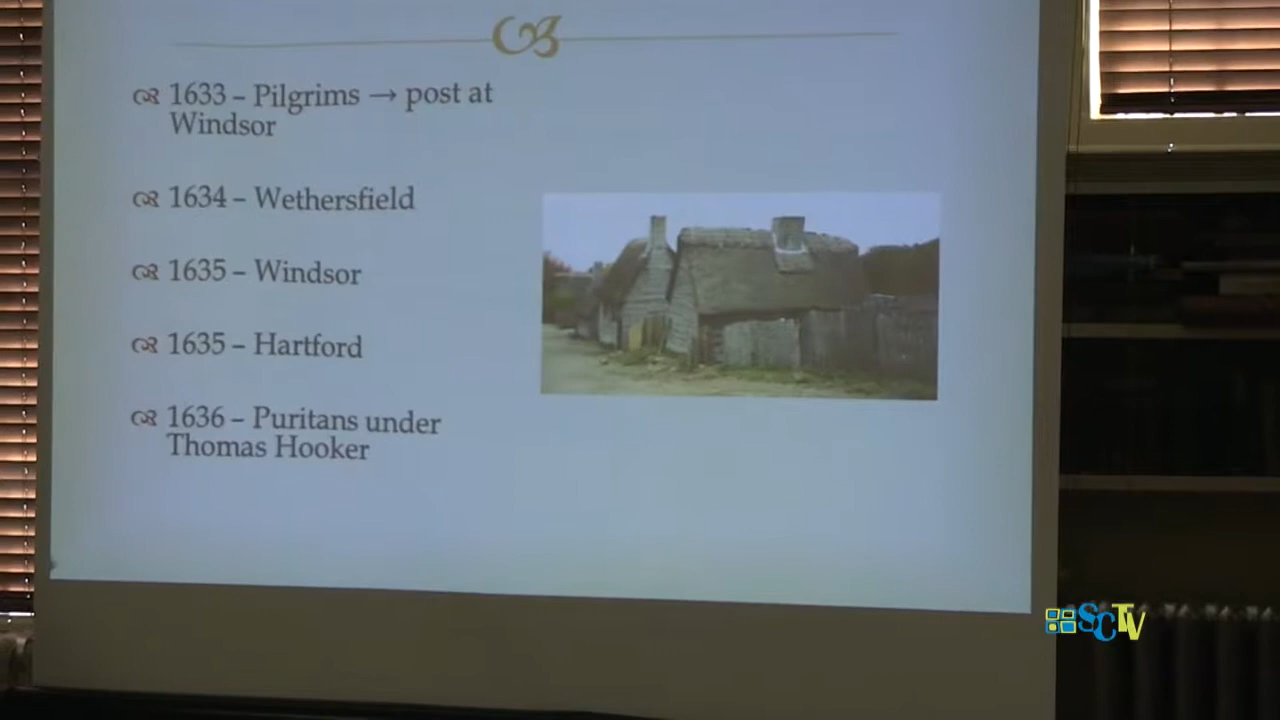 1633 – Pilgrims → post at
Windsor
1634 – Wethersfield
1635 – Windsor
1635 – Hartford
1636 – Puritans under
Thomas Hooker
SCTV